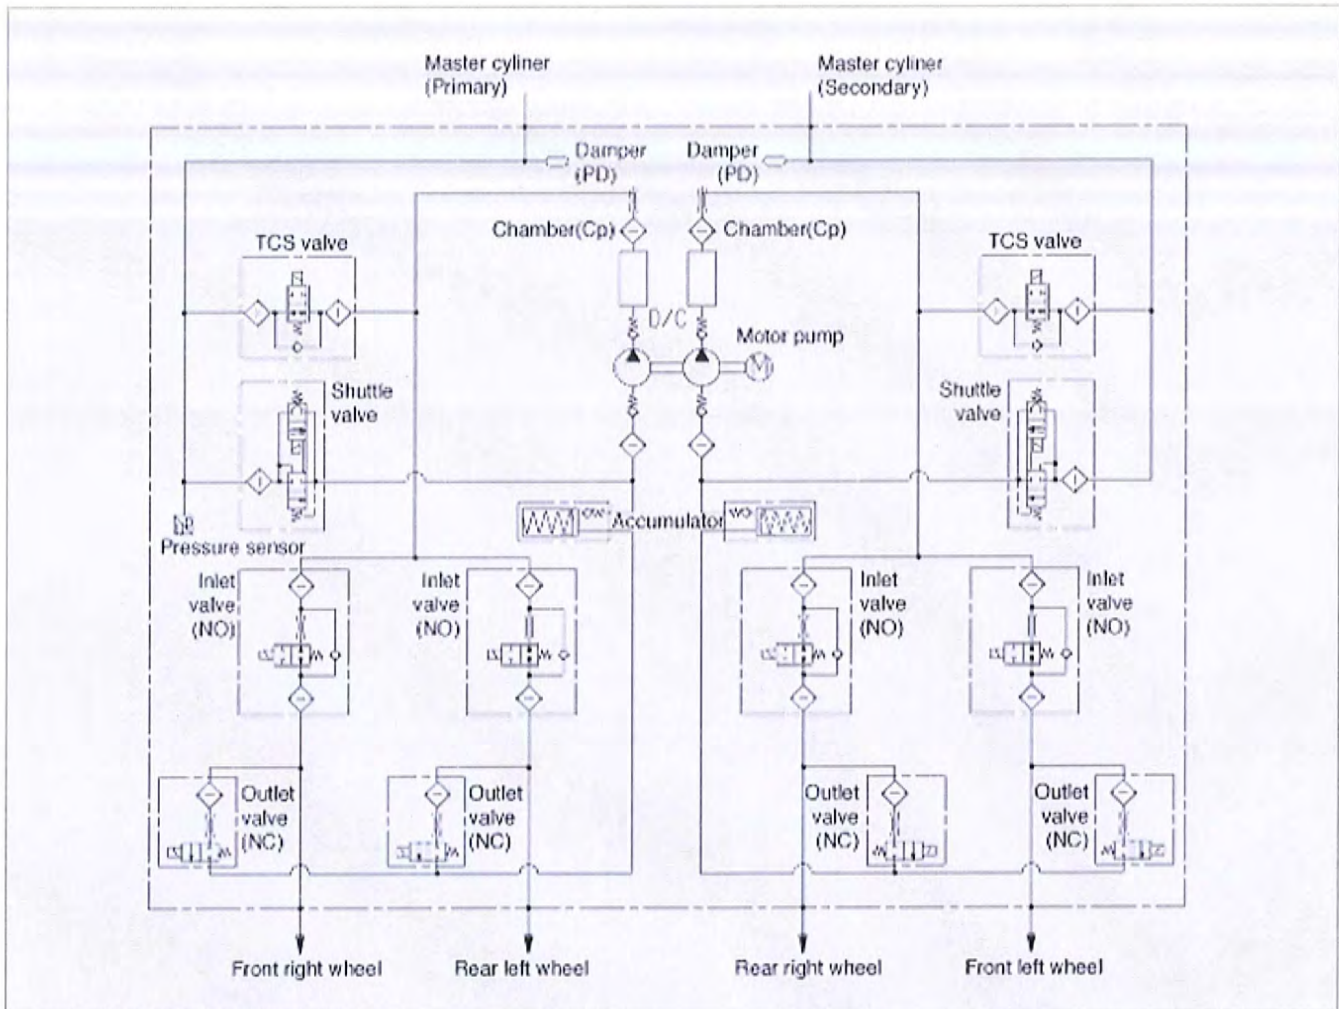 Master cyliner
(Primary)
Master cyliner
(Secondary)
Damper
(PD)
Damper
(PD)
Chamber(Cp)
Chamber(Cp)
TCS valve
TCS valve
D/C
Motor pump
M
Shuttle
valve
Shuttle
valve
Accumulator
Pressure sensor
Inlet
valve
(NO)
Inlet
valve
(NO)
Inlet
valve
(NO)
Inlet
valve
(NO)
Outlet
valve
(NC)
Outlet
valve
(NC)
Outlet
valve
(NC)
Outlet
valve
(NC)
Front right wheel
Rear left wheel
Rear right wheel
Front left wheel